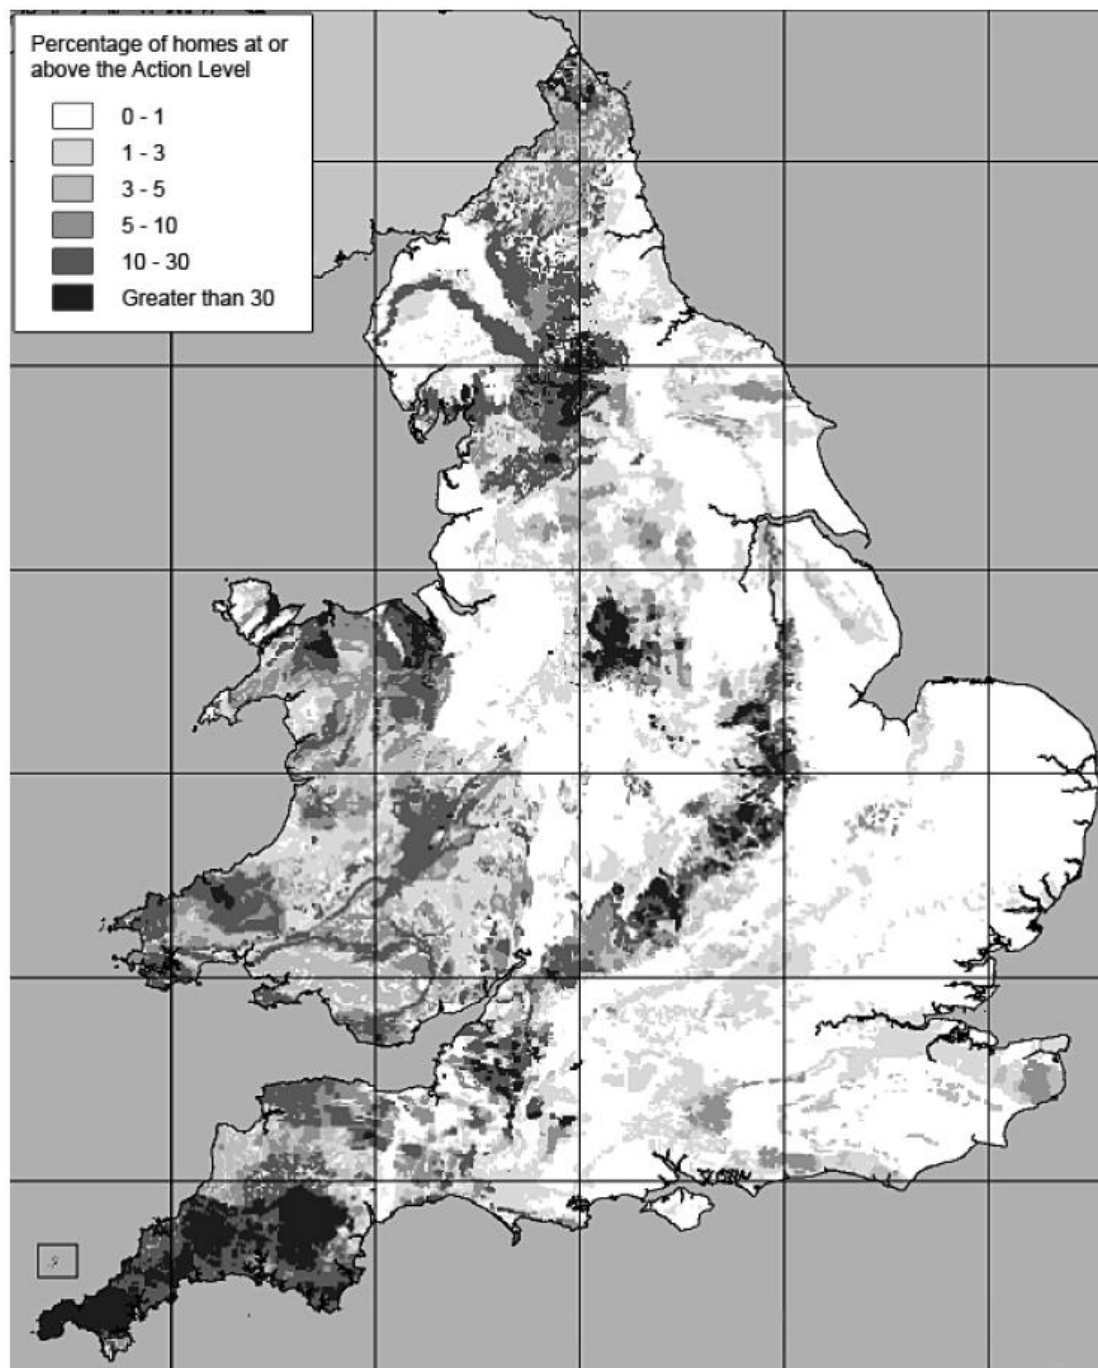 Percentage of homes at or
above the Action Level
0 - 1
1 - 3
3 - 5
5 - 10
10 - 30
Greater than 30